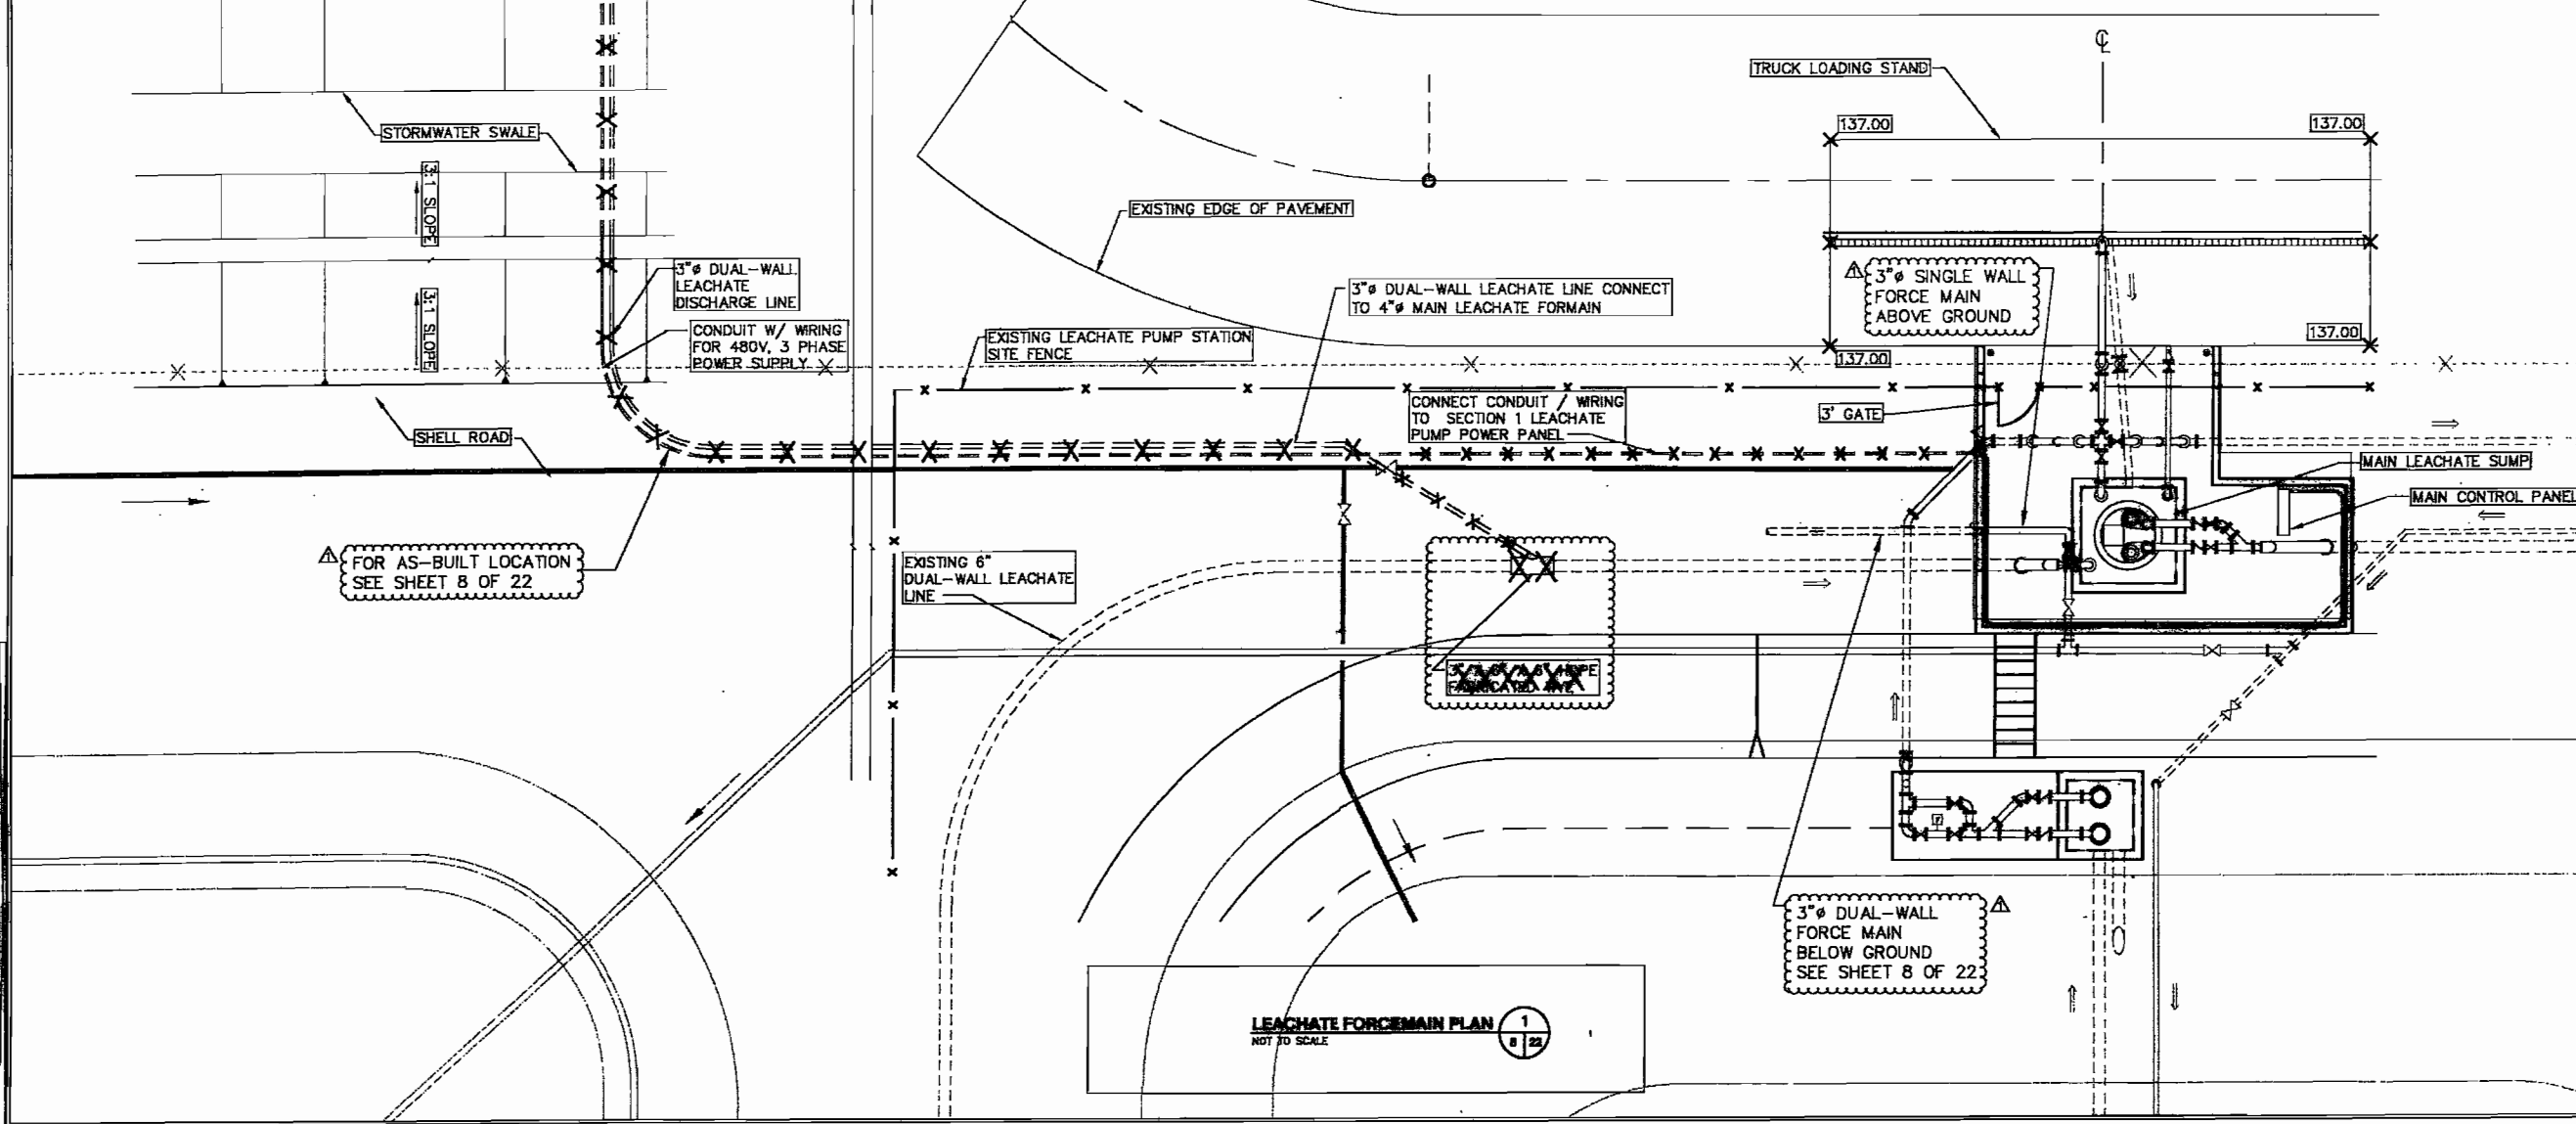 TRUCK LOADING STAND
137.00
137.00
STORMWATER SWALE
3:1 SLOPE
EXISTING EDGE OF PAVEMENT
3"ø DUAL-WALL
LEACHATE
DISCHARGE LINE
3"ø DUAL-WALL LEACHATE LINE CONNECT
TO 4"ø MAIN LEACHATE FORMAIN
3"ø SINGLE WALL
FORCE MAIN
ABOVE GROUND
1
3:1 SLOPE
CONDUIT W/ WIRING
FOR 480V, 3 PHASE
POWER SUPPLY
EXISTING LEACHATE PUMP STATION
SITE FENCE
137.00
137.00
CONNECT CONDUIT / WIRING
TO SECTION 1 LEACHATE
PUMP POWER PANEL
3' GATE
SHELL ROAD
MAIN LEACHATE SUMP
MAIN CONTROL PANEL
1
FOR AS-BUILT LOCATION
SEE SHEET 8 OF 22
EXISTING 6"
DUAL-WALL LEACHATE
LINE
3"ø DUAL-WALL
FORCE MAIN
BELOW GROUND
SEE SHEET 8 OF 22
1
LEACHATE FORCEMAIN PLAN
NOT TO SCALE
1
8 22